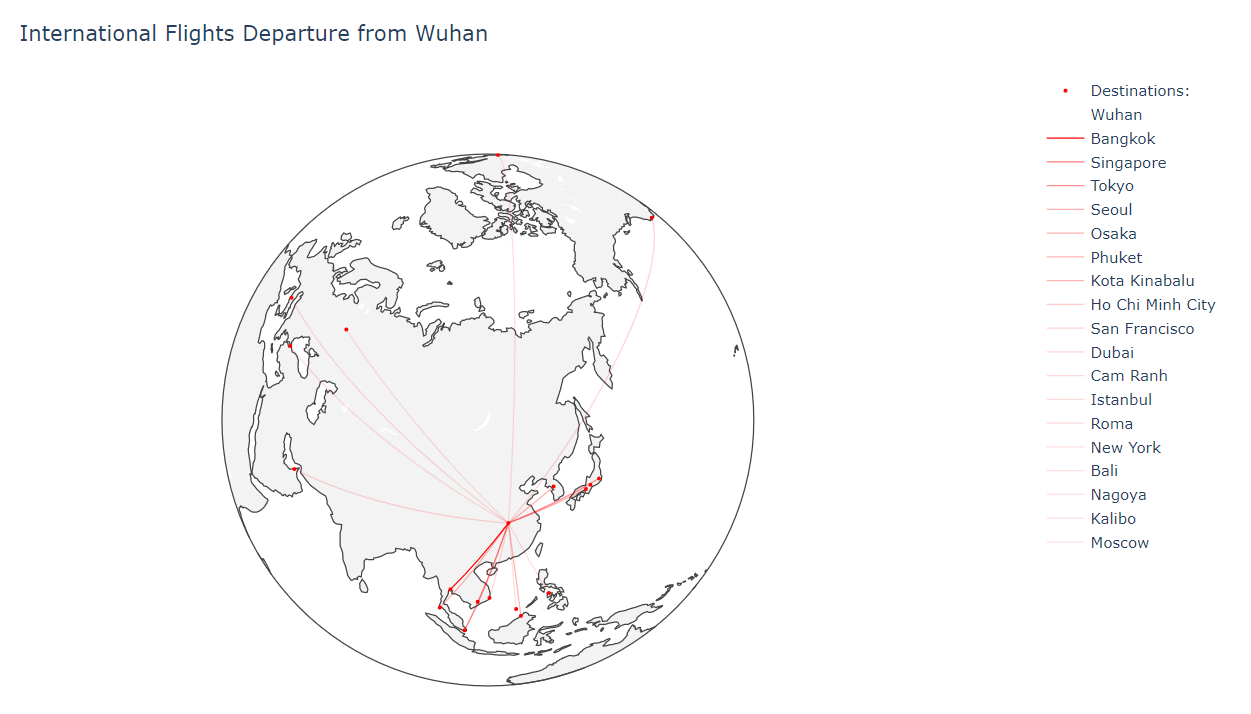 International Flights Departure from Wuhan
Destinations:
Wuhan
Bangkok
Singapore
Tokyo
Seoul
Osaka
Phuket
Kota Kinabalu
Ho Chi Minh City
San Francisco
Dubai
Cam Ranh
Istanbul
Roma
New York
Bali
Nagoya
Kalibo
Moscow